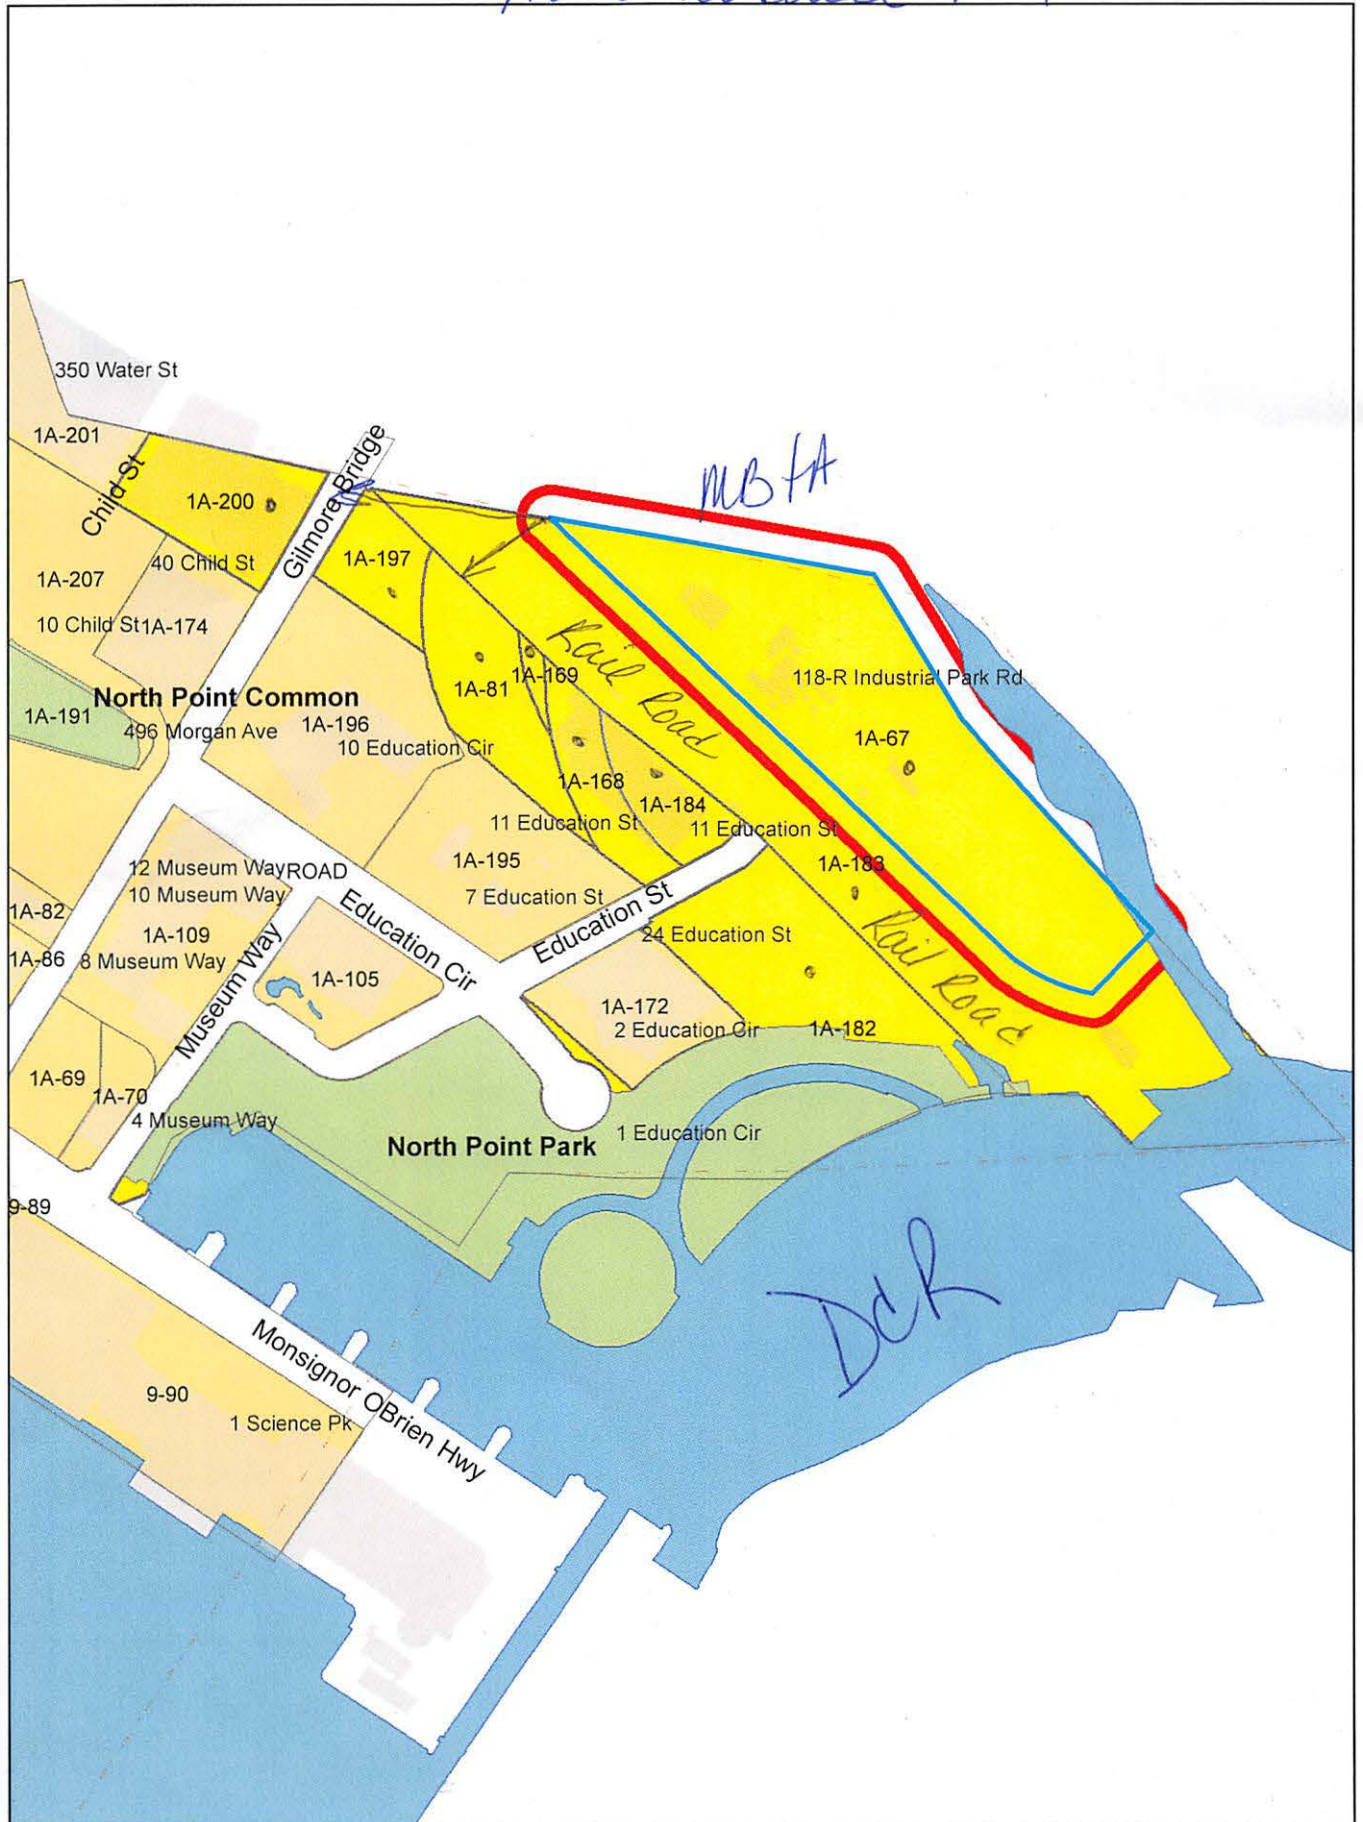 350 Water St
1A-201
Child St
1A-200
Gilmore Bridge
MBTA
40 Child St
1A-197
1A-207
10 Child St
1A-174
Rail Road
1A-81
1A-169
118-R Industrial Park Rd
North Point Common
1A-191
496 Morgan Ave
1A-196
10 Education Cir
1A-67
1A-168
1A-184
11 Education St
11 Education St
12 Museum Way
ROAD
1A-195
1A-183
10 Museum Way
7 Education St
1A-82
Education Cir
Education St
Rail Road
1A-109
24 Education St
1A-86
8 Museum Way
Museum Way
1A-105
1A-172
2 Education Cir
1A-182
1A-69
1A-70
4 Museum Way
North Point Park
1 Education Cir
9-89
DCR
Monsignor OBrien Hwy
9-90
1 Science Pk